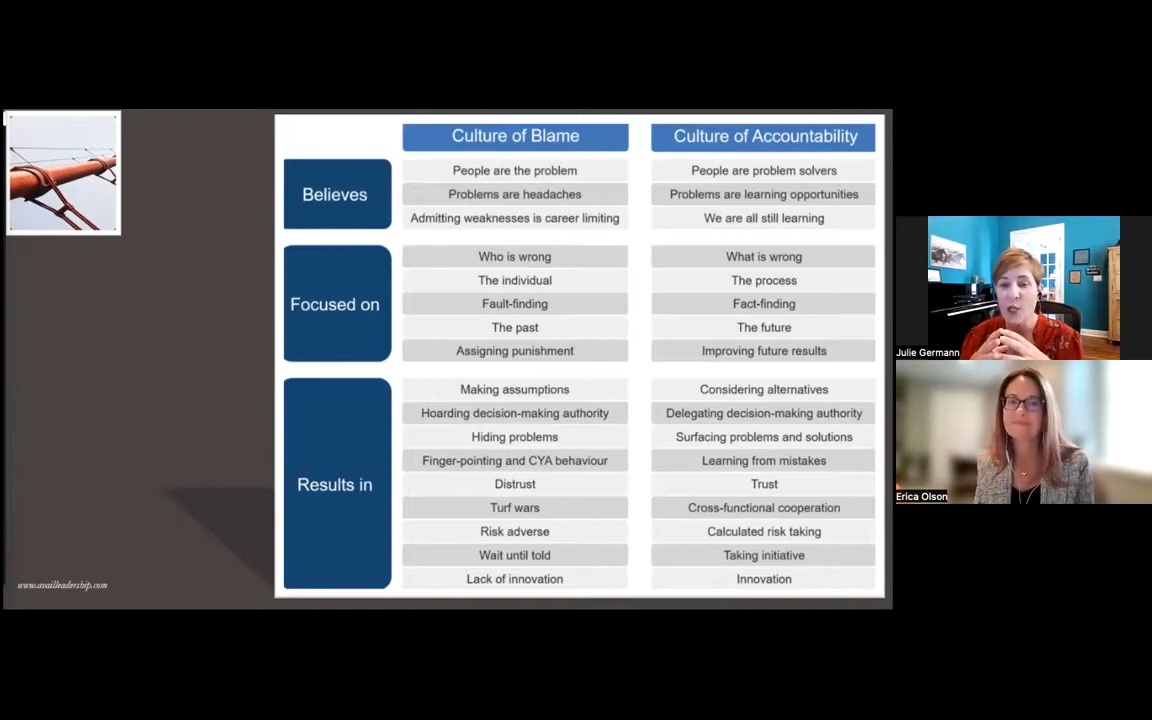 Culture of Blame Culture of Accountability
Believes
People are the problem People are problem solvers
Problems are headaches Problems are learning opportunities
Admitting weaknesses is career limiting We are all still learning
Focused on
Who is wrong What is wrong
The individual The process
Fault-finding Fact-finding
The past The future
Assigning punishment Improving future results
Results in
Making assumptions Considering alternatives
Hoarding decision-making authority Delegating decision-making authority
Hiding problems Surfacing problems and solutions
Finger-pointing and CYA behaviour Learning from mistakes
Distrust Trust
Turf wars Cross-functional cooperation
Risk adverse Calculated risk taking
Wait until told Taking initiative
Lack of innovation Innovation
www.availleadership.com
Julie Germann
Erica Olson